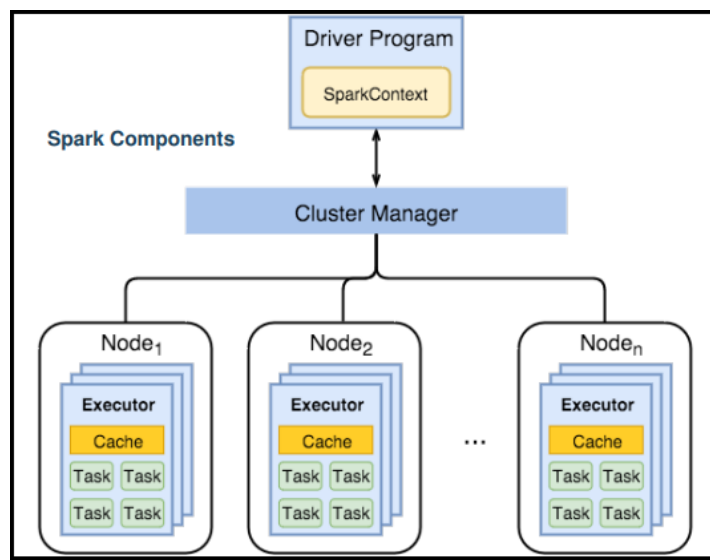 Driver Program
SparkContext
Spark Components
Cluster Manager
Node₁
Executor
Cache
Task Task
Task Task
Node₂
Executor
Cache
Task Task
Task Task
...
Nodeₙ
Executor
Cache
Task Task
Task Task